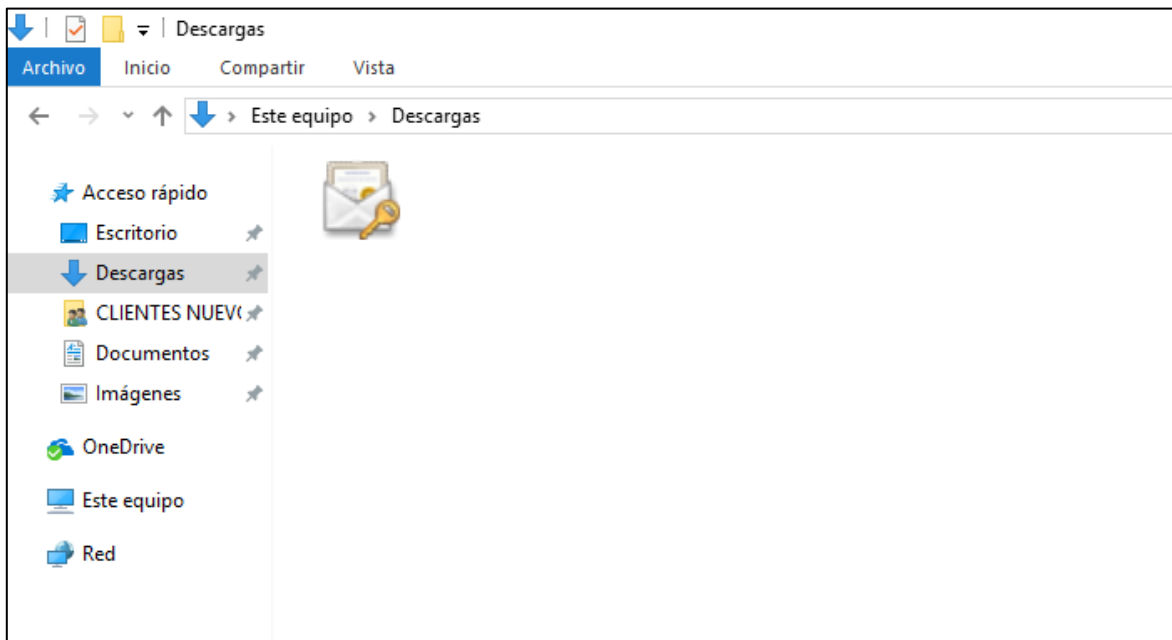 Descargas
Archivo Inicio Compartir Vista
Este equipo > Descargas
Acceso rápido
Escritorio
Descargas
CLIENTES NUEV
Documentos
Imágenes
OneDrive
Este equipo
Red